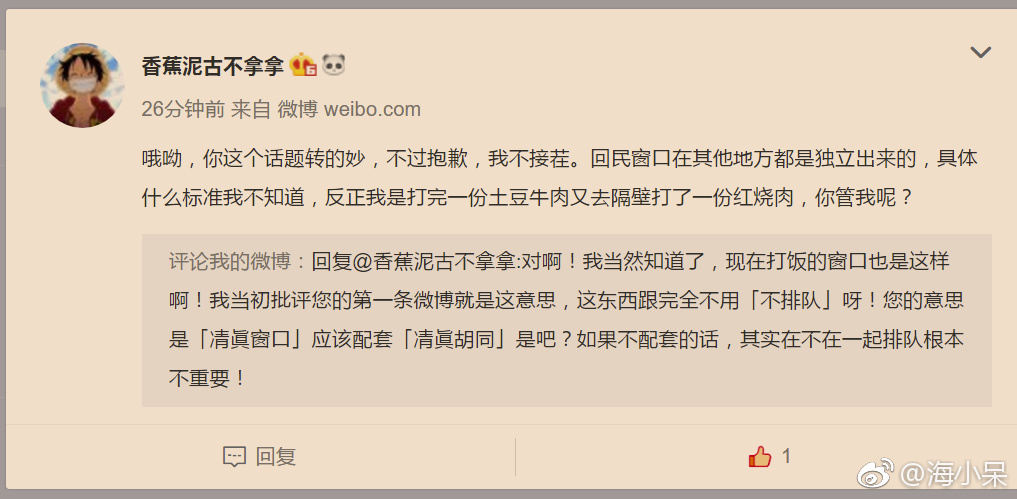 香蕉泥古不拿拿
26分钟前 来自 微博 weibo.com
哦呦，你这个话题转的妙，不过抱歉，我不接茬。回民窗口在其他地方都是独立出来的，具体
什么标准我不知道，反正我是打完一份土豆牛肉又去隔壁打了一份红烧肉，你管我呢？
评论我的微博：回复@香蕉泥古不拿拿:对啊！我当然知道了，现在打饭的窗口也是这样
啊！我当初批评您的第一条微博就是这意思，这东西跟完全不用「不排队」呀！您的意思
是「清眞窗口」应该配套「清眞胡同」是吧？如果不配套的话，其实在不在一起排队根本
不重要！
回复
1
@海小呆